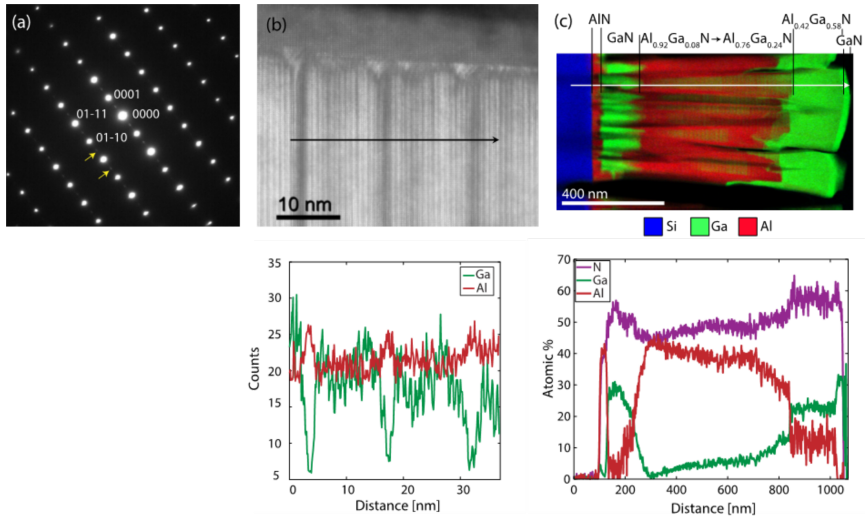 (a)
0001
01-11
0000
01-10
(b)
10 nm
(c)
AlN
GaN
Al0.92Ga0.08N→Al0.76Ga0.24N
Al0.42Ga0.58N
GaN
400 nm
Si
Ga
Al
35
30
25
20
15
10
5
Counts
Ga
Al
0
10
20
30
Distance [nm]
70
60
50
40
30
20
10
0
Atomic %
N
Ga
Al
0
200
400
600
800
1000
Distance [nm]